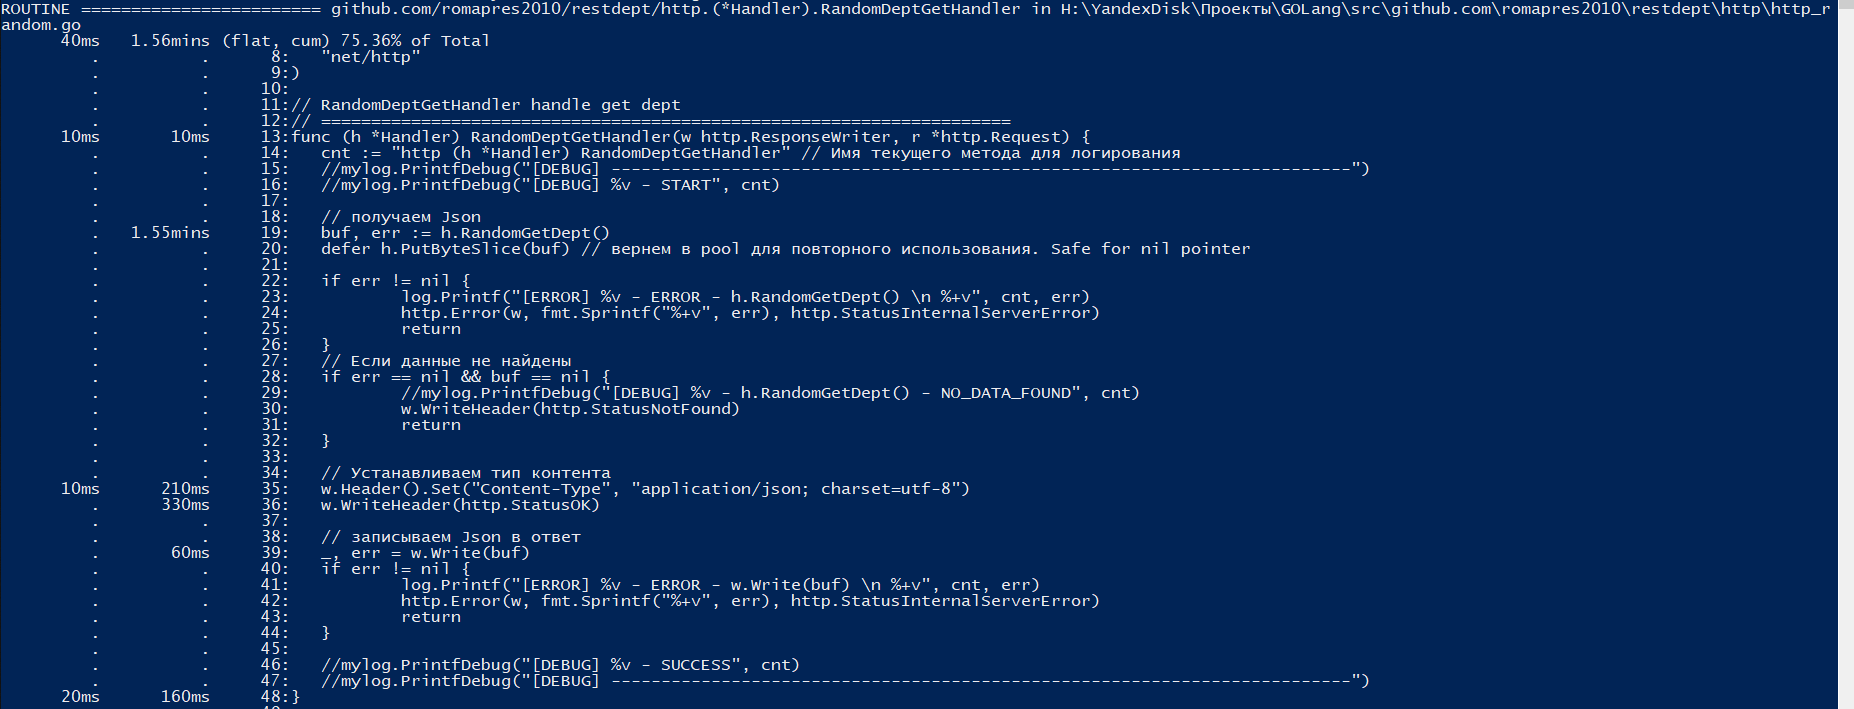 ROUTINE ======================== github.com/romapres2010/restdept/http.(*Handler).RandomDeptGetHandler in H:\YandexDisk\Проекты\GOLang\src\github.com\romapres2010\restdept\http\http_r
andom.go
      40ms   1.56mins (flat, cum) 75.36% of Total
         .          .      8:   "net/http"
         .          .      9:)
         .          .     10:
         .          .     11:// RandomDeptGetHandler handle get dept
         .          .     12:// =====================================================================
      10ms       10ms     13:func (h *Handler) RandomDeptGetHandler(w http.ResponseWriter, r *http.Request) {
         .          .     14:   cnt := "http (h *Handler) RandomDeptGetHandler" // Имя текущего метода для логирования
         .          .     15:   //mylog.PrintfDebug("[DEBUG] --------------------------------------------------------------------------")
         .          .     16:   //mylog.PrintfDebug("[DEBUG] %v - START", cnt)
         .          .     17:
         .          .     18:   // получаем Json
         .   1.55mins     19:   buf, err := h.RandomGetDept()
         .          .     20:   defer h.PutByteSlice(buf) // вернем в pool для повторного использования. Safe for nil pointer
         .          .     21:
         .          .     22:   if err != nil {
         .          .     23:           log.Printf("[ERROR] %v - ERROR - h.RandomGetDept() \n %+v", cnt, err)
         .          .     24:           http.Error(w, fmt.Sprintf("%+v", err), http.StatusInternalServerError)
         .          .     25:           return
         .          .     26:   }
         .          .     27:   // Если данные не найдены
         .          .     28:   if err == nil && buf == nil {
         .          .     29:           //mylog.PrintfDebug("[DEBUG] %v - h.RandomGetDept() - NO_DATA_FOUND", cnt)
         .          .     30:           w.WriteHeader(http.StatusNotFound)
         .          .     31:           return
         .          .     32:   }
         .          .     33:
         .          .     34:   // Устанавливаем тип контента
      10ms      210ms     35:   w.Header().Set("Content-Type", "application/json; charset=utf-8")
         .      330ms     36:   w.WriteHeader(http.StatusOK)
         .          .     37:
         .          .     38:   // записываем Json в ответ
         .       60ms     39:   _, err = w.Write(buf)
         .          .     40:   if err != nil {
         .          .     41:           log.Printf("[ERROR] %v - ERROR - w.Write(buf) \n %+v", cnt, err)
         .          .     42:           http.Error(w, fmt.Sprintf("%+v", err), http.StatusInternalServerError)
         .          .     43:           return
         .          .     44:   }
         .          .     45:
         .          .     46:   //mylog.PrintfDebug("[DEBUG] %v - SUCCESS", cnt)
         .          .     47:   //mylog.PrintfDebug("[DEBUG] --------------------------------------------------------------------------")
      20ms      160ms     48:}